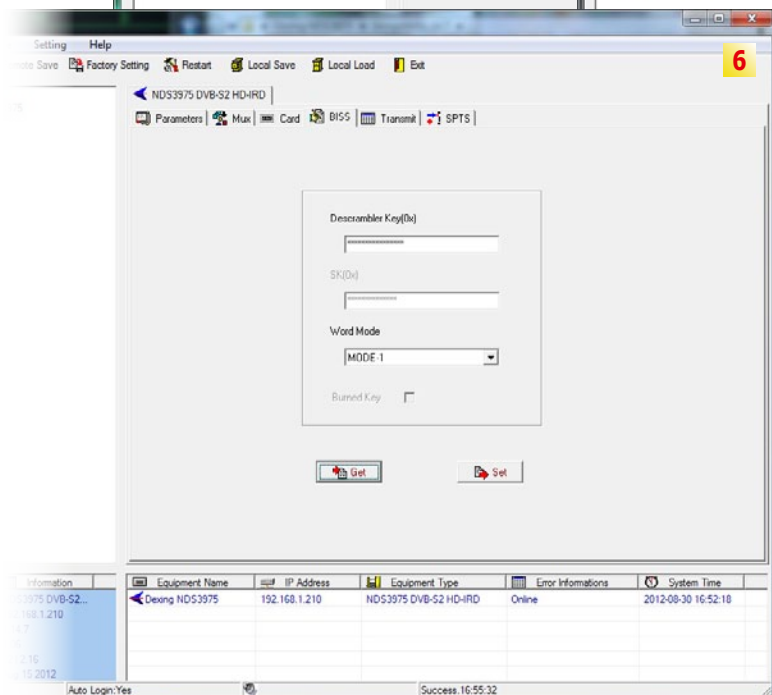 Setting Help
Save Factory Setting Restart Local Save Local Load Exit
6
NDS3975 DVB-S2 HD-IRD
Parameters Mux Card BISS Transmit SPTS
Descrambler Key(0x)
****************
SK(0x)
**************
Word Mode
MODE-1
Burned Key
Get Set
Information Equipment Name IP Address Equipment Type Error Informations System Time
3975 DVB-S2... Dexing NDS3975 192.168.1.210 NDS3975 DVB-S2 HD-IRD Online 2012-08-30 16:52:18
168.1.210
2.16
15 2012
Auto Login:Yes Success.16:55:32